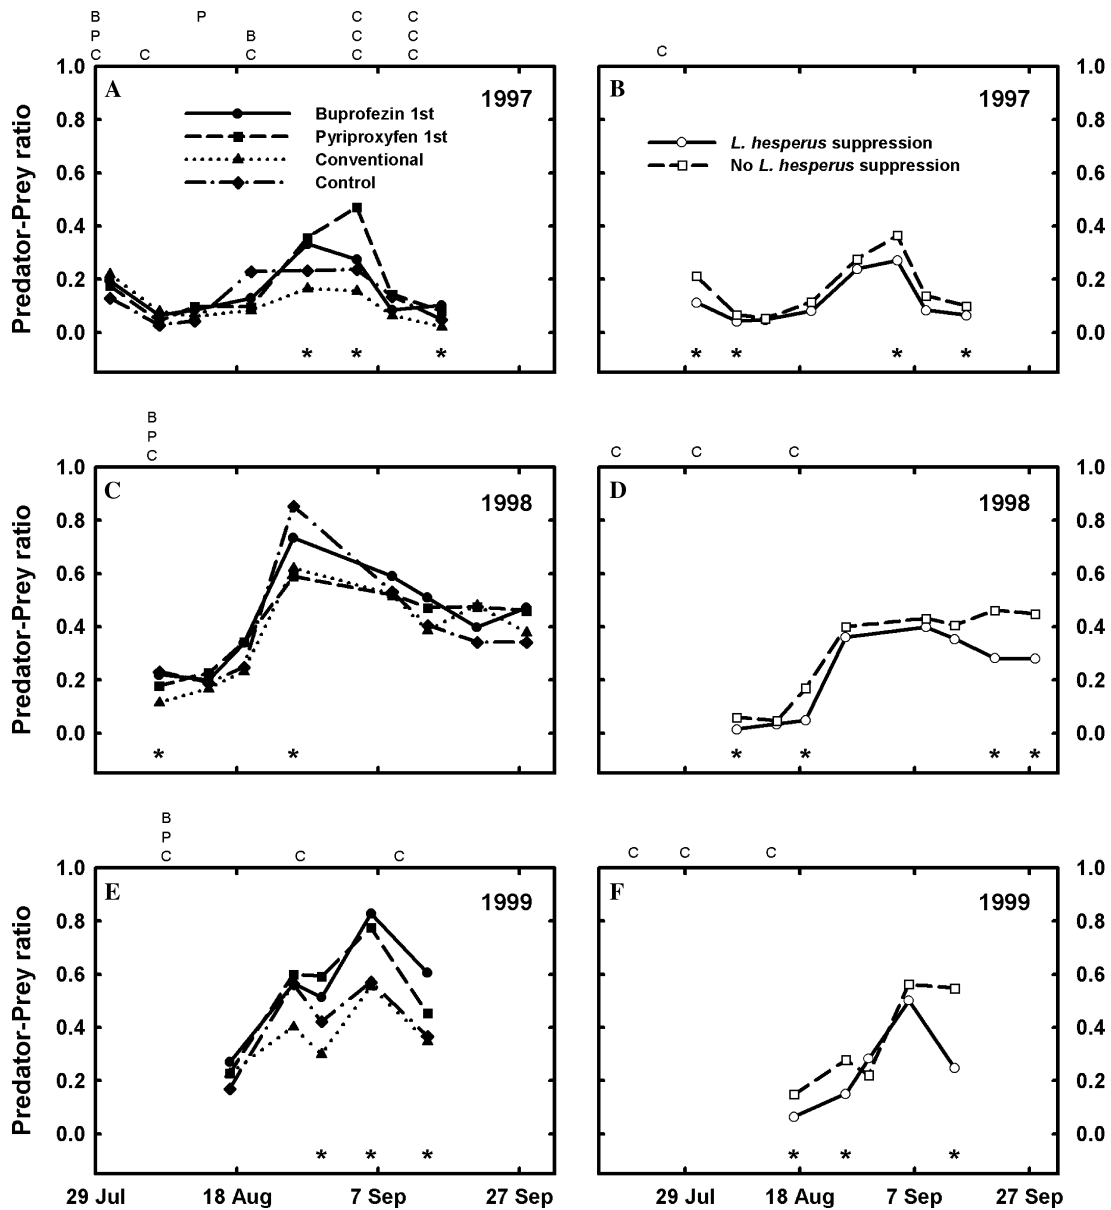 B P C C
P C C B C C
C C C C C
1.0 1.0
A 1997 B 1997
Buprofezin 1st
Pyriproxyfen 1st
Conventional
Control
L. hesperus suppression
No L. hesperus suppression
Predator-Prey ratio
0.8 0.8
0.6 0.6
0.4 0.4
0.2 0.2
0.0 0.0
* * * * * * *
B
P
C C C C
1.0 1.0
C 1998 D 1998
Predator-Prey ratio
0.8 0.8
0.6 0.6
0.4 0.4
0.2 0.2
0.0 0.0
* * * * * *
B
P
C C C C C C
1.0 1.0
E 1999 F 1999
Predator-Prey ratio
0.8 0.8
0.6 0.6
0.4 0.4
0.2 0.2
0.0 0.0
* * * * * *
29 Jul 18 Aug 7 Sep 27 Sep 29 Jul 18 Aug 7 Sep 27 Sep